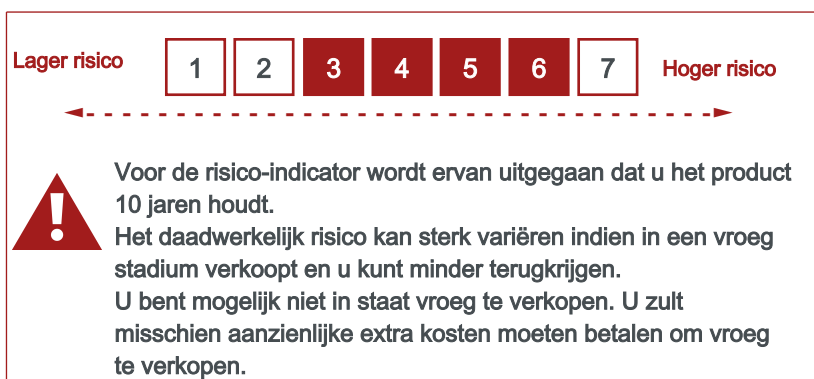 Lager risico 1 2 3 4 5 6 7 Hoger risico
Voor de risico-indicator wordt ervan uitgegaan dat u het product
10 jaren houdt.
Het daadwerkelijk risico kan sterk variëren indien in een vroeg
stadium verkoopt en u kunt minder terugkrijgen.
U bent mogelijk niet in staat vroeg te verkopen. U zult
misschien aanzienlijke extra kosten moeten betalen om vroeg
te verkopen.